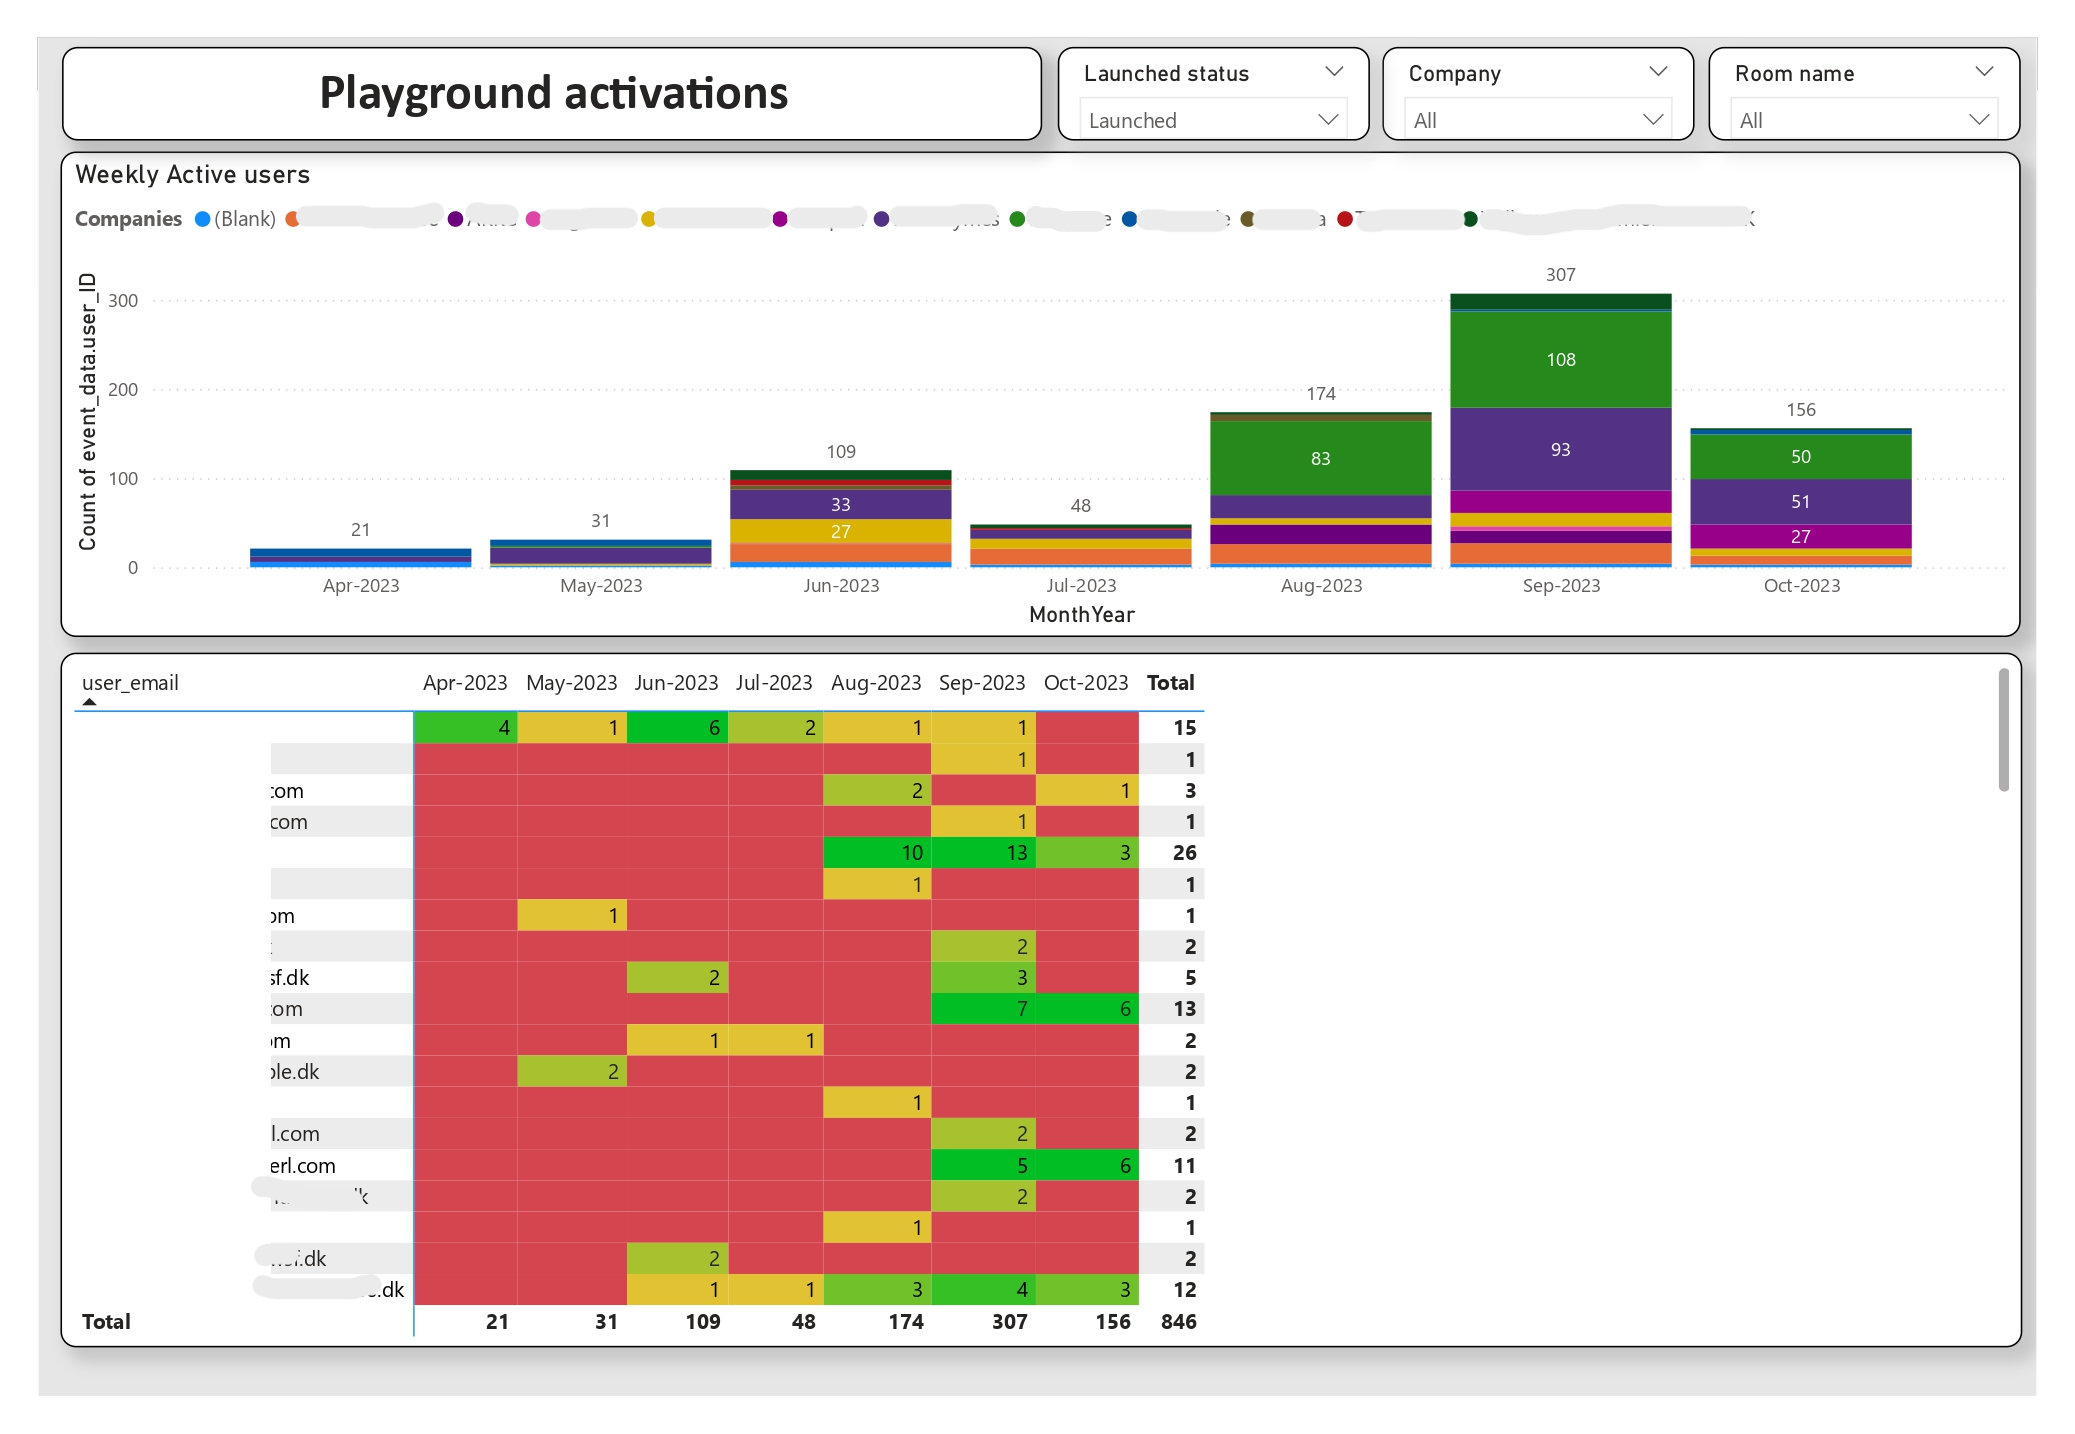 Playground activations
Launched status
Launched
Company
All
Room name
All
Weekly Active users
Companies (Blank)
Count of event_data.user_ID
300
200
100
0
21
31
109
33
27
48
174
83
307
108
93
156
50
51
27
Apr-2023 May-2023 Jun-2023 Jul-2023 Aug-2023 Sep-2023 Oct-2023
MonthYear
user_email Apr-2023 May-2023 Jun-2023 Jul-2023 Aug-2023 Sep-2023 Oct-2023 Total
4 1 6 2 1 1 15
1 1
com 2 1 3
.com 1 1
10 13 3 26
1 1
om 1 1
2 2
sf.dk 2 3 5
com 7 6 13
om 1 1 2
ole.dk 2 2
1 1
l.com 2 2
erl.com 5 6 11
2 2
1 1
.dk 2 2
.dk 1 1 3 4 3 12
Total 21 31 109 48 174 307 156 846